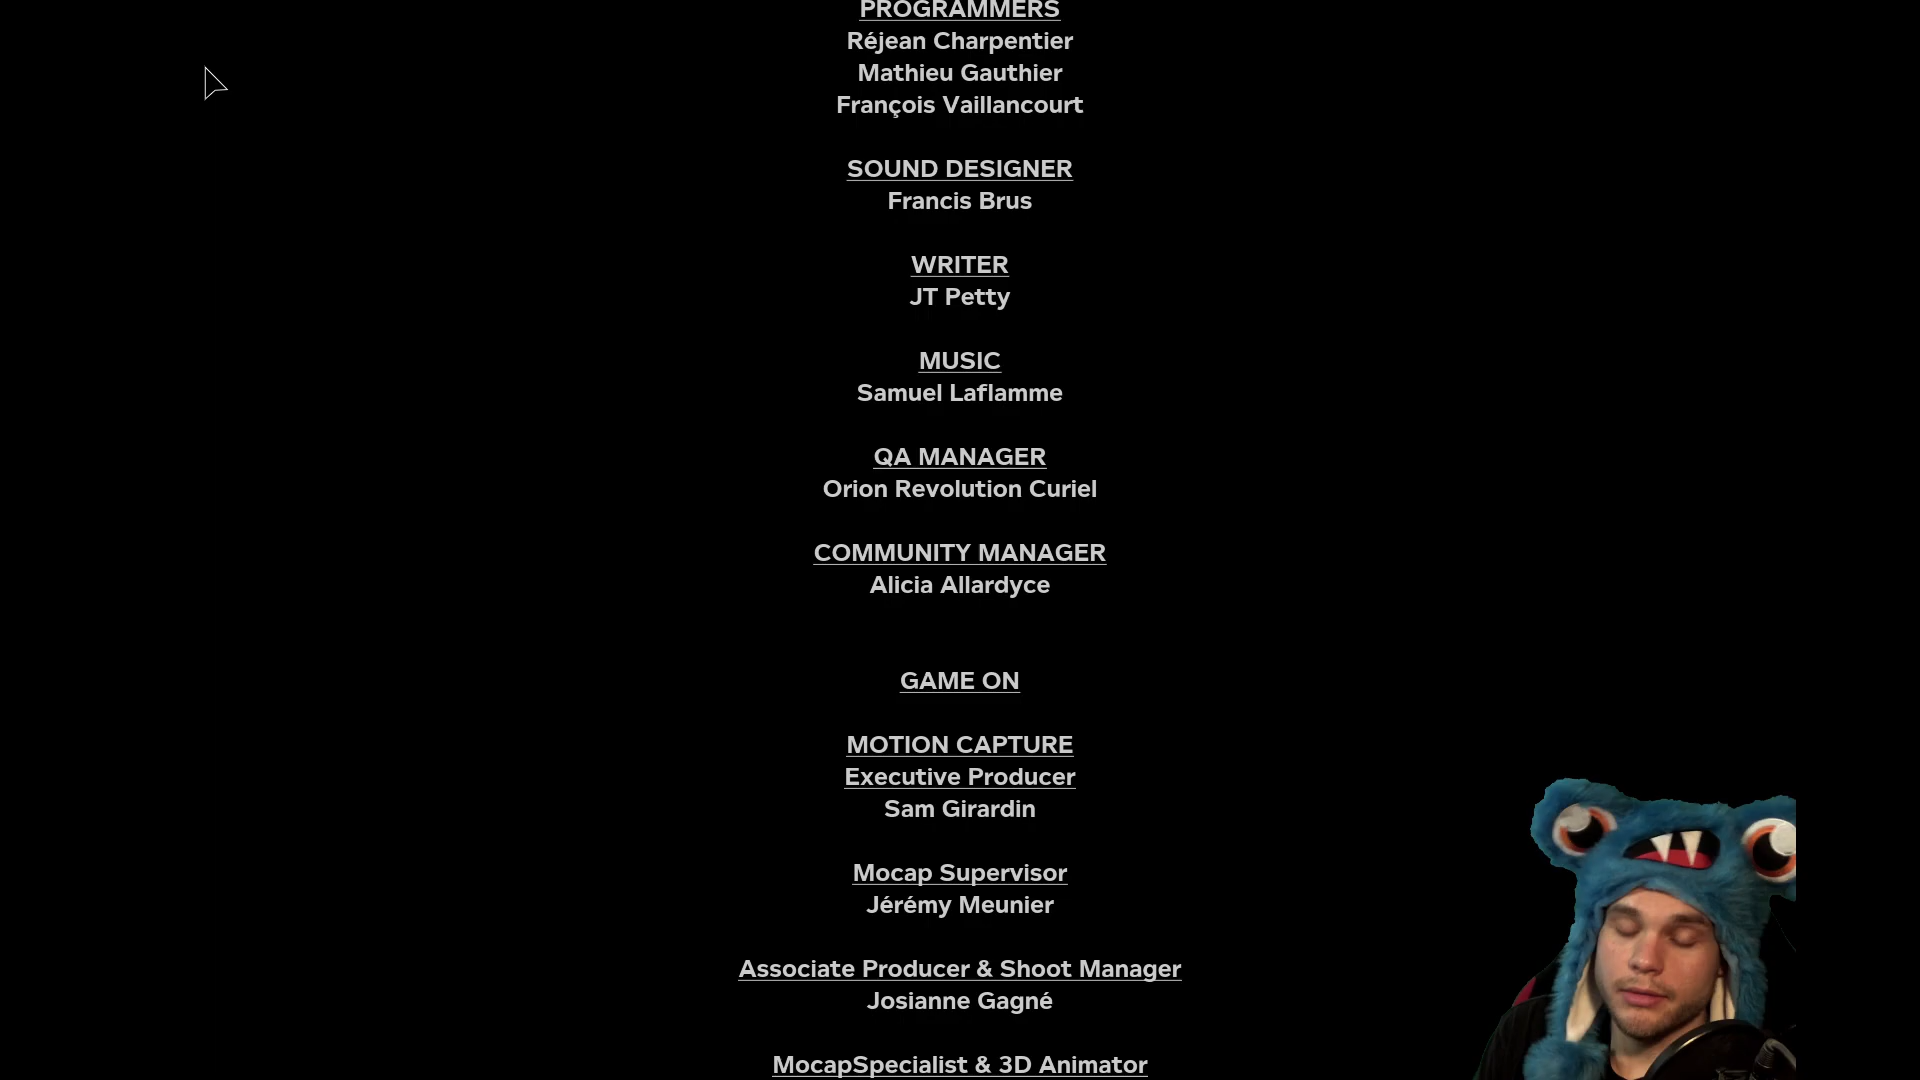 PROGRAMMERS
Réjean Charpentier
Mathieu Gauthier
François Vaillancourt
SOUND DESIGNER
Francis Brus
WRITER
JT Petty
MUSIC
Samuel Laflamme
QA MANAGER
Orion Revolution Curiel
COMMUNITY MANAGER
Alicia Allardyce
GAME ON
MOTION CAPTURE
Executive Producer
Sam Girardin
Mocap Supervisor
Jérémy Meunier
Associate Producer & Shoot Manager
Josianne Gagné
MocapSpecialist & 3D Animator